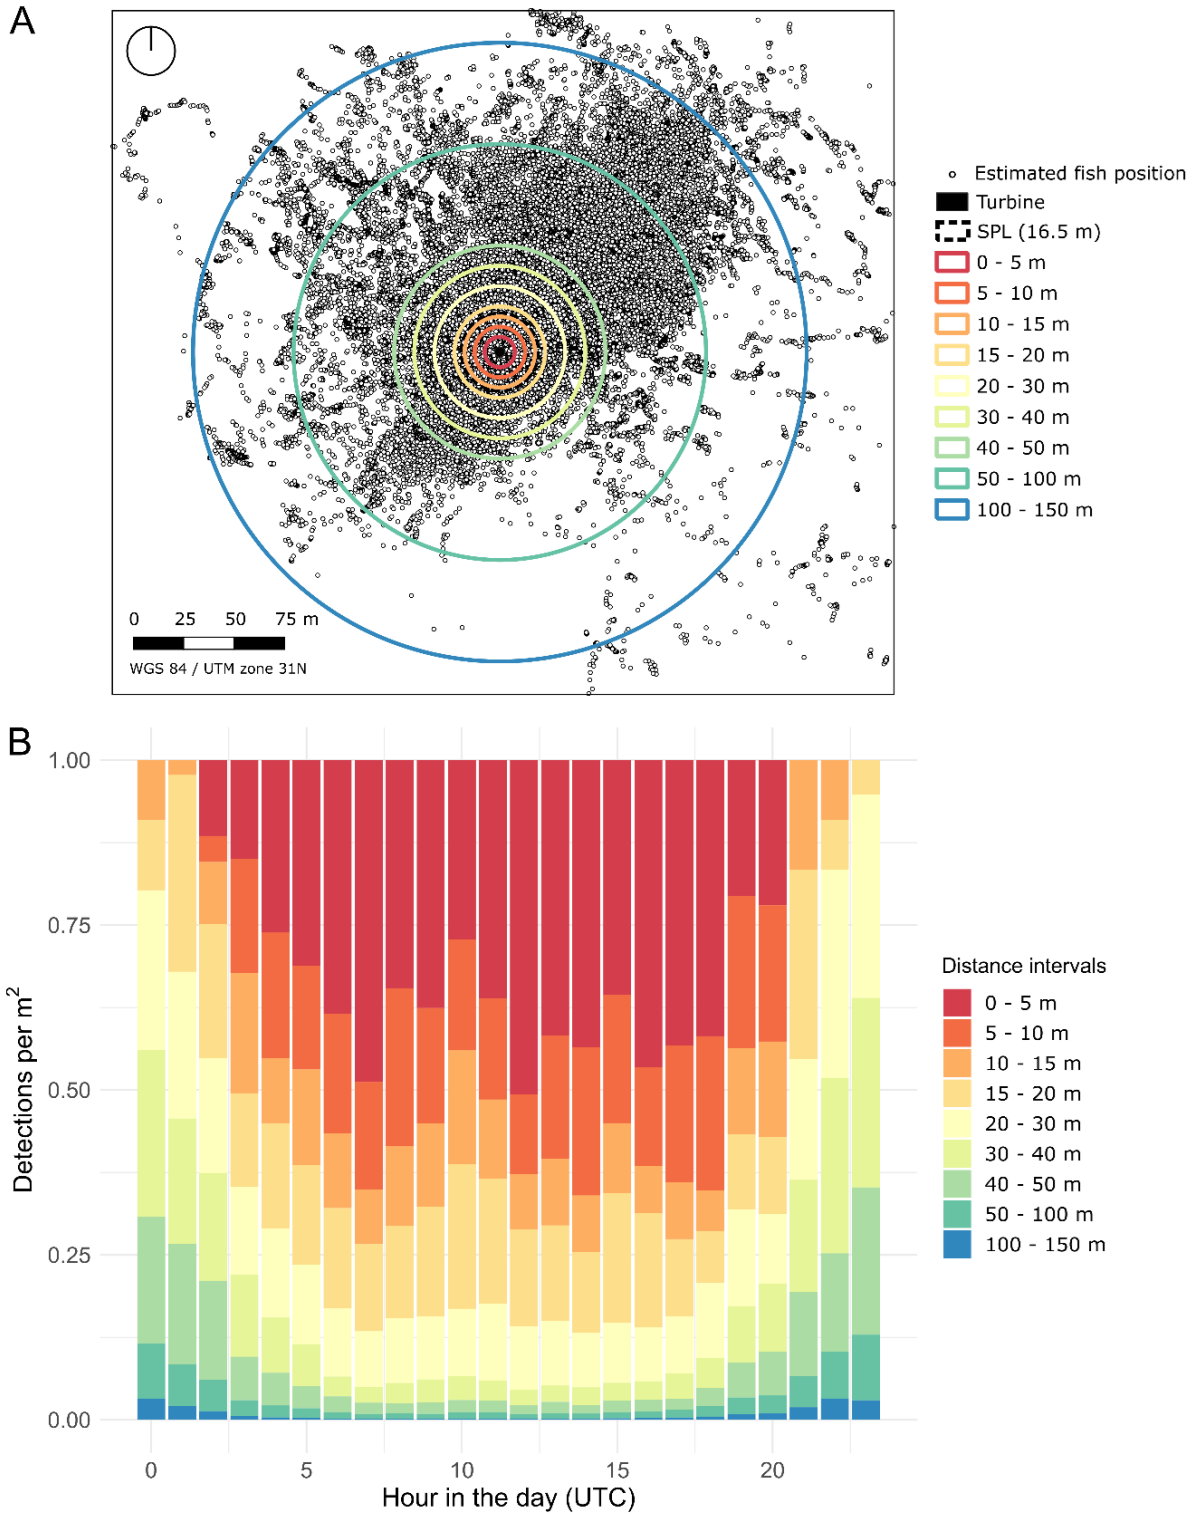 A
Estimated fish position
Turbine
SPL (16.5 m)
0 - 5 m
5 - 10 m
10 - 15 m
15 - 20 m
20 - 30 m
30 - 40 m
40 - 50 m
50 - 100 m
100 - 150 m
0 25 50 75 m
WGS 84 / UTM zone 31N
B
1.00
0.75
0.50
0.25
0.00
Detections per m²
0 5 10 15 20
Hour in the day (UTC)
Distance intervals
0 - 5 m
5 - 10 m
10 - 15 m
15 - 20 m
20 - 30 m
30 - 40 m
40 - 50 m
50 - 100 m
100 - 150 m